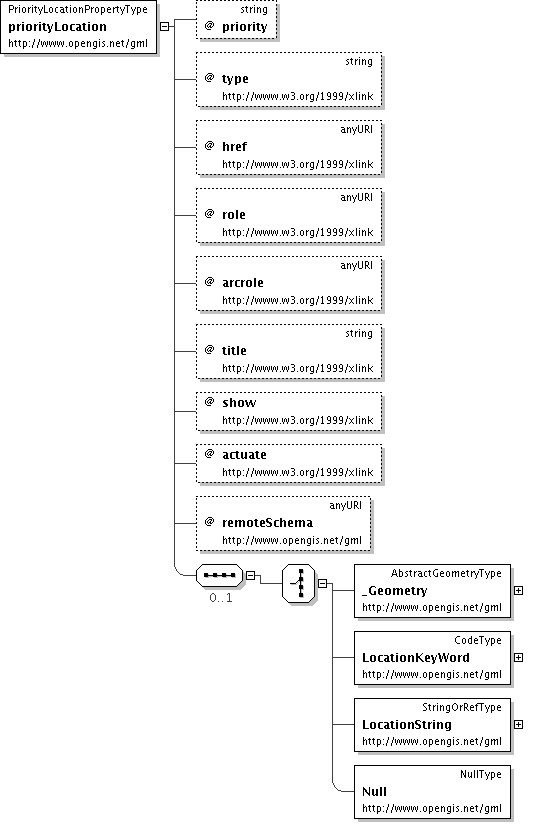 PriorityLocationPropertyType
priorityLocation
http://www.opengis.net/gml
string
@ priority
string
@ type
http://www.w3.org/1999/xlink
anyURI
@ href
http://www.w3.org/1999/xlink
anyURI
@ role
http://www.w3.org/1999/xlink
anyURI
@ arcrole
http://www.w3.org/1999/xlink
string
@ title
http://www.w3.org/1999/xlink
@ show
http://www.w3.org/1999/xlink
@ actuate
http://www.w3.org/1999/xlink
anyURI
@ remoteSchema
http://www.opengis.net/gml
0..1
AbstractGeometryType
_Geometry
http://www.opengis.net/gml
CodeType
LocationKeyWord
http://www.opengis.net/gml
StringOrRefType
LocationString
http://www.opengis.net/gml
NullType
Null
http://www.opengis.net/gml